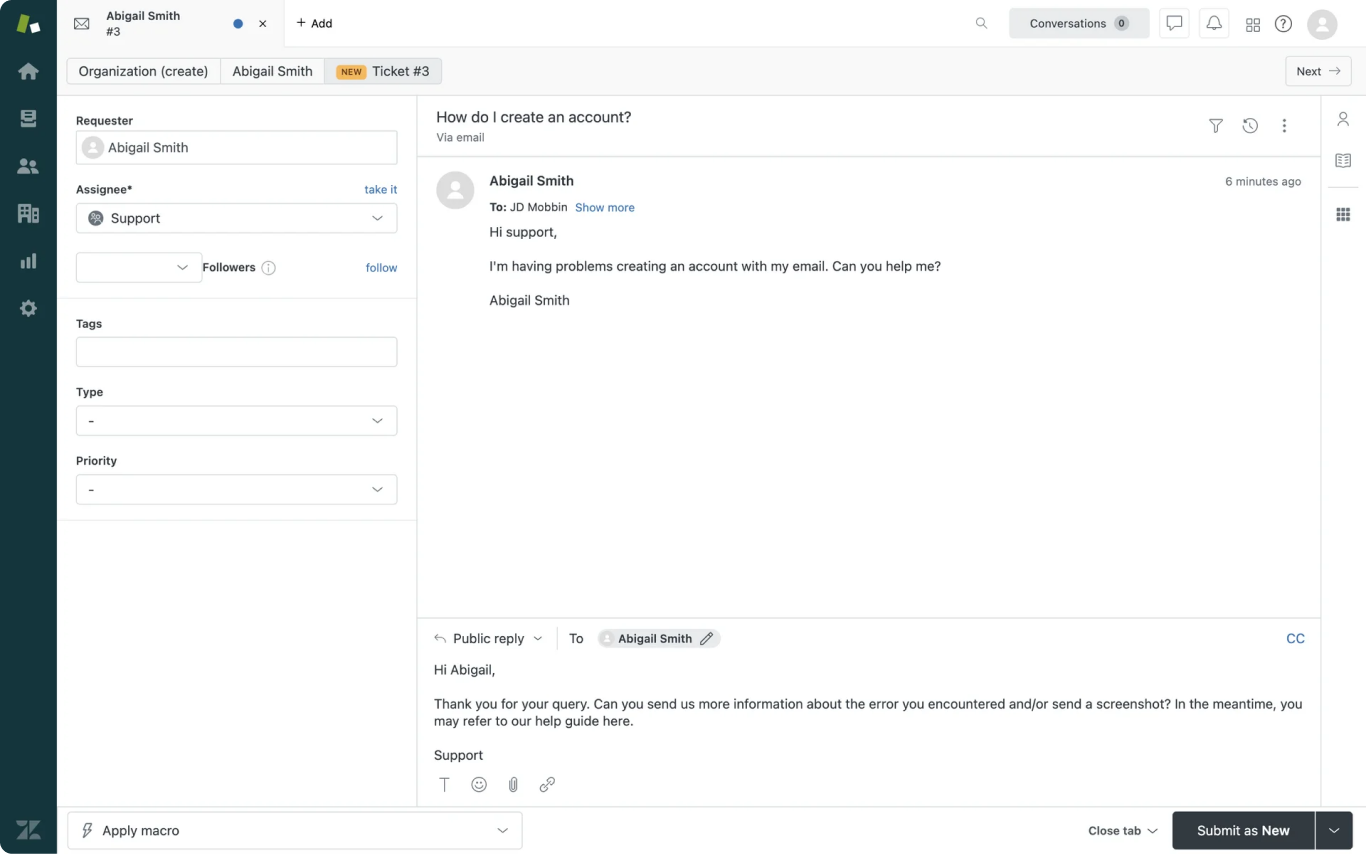 Abigail Smith
#3
+ Add
Conversations 0
Organization (create)
Abigail Smith
NEW Ticket #3
Next →
Requester
Abigail Smith
Assignee*
take it
Support
Followers
follow
Tags
Type
-
Priority
-
How do I create an account?
Via email
Abigail Smith
6 minutes ago
To: JD Mobbin Show more
Hi support,
I'm having problems creating an account with my email. Can you help me?
Abigail Smith
Public reply
To
Abigail Smith
CC
Hi Abigail,
Thank you for your query. Can you send us more information about the error you encountered and/or send a screenshot? In the meantime, you
may refer to our help guide here.
Support
Apply macro
Close tab
Submit as New